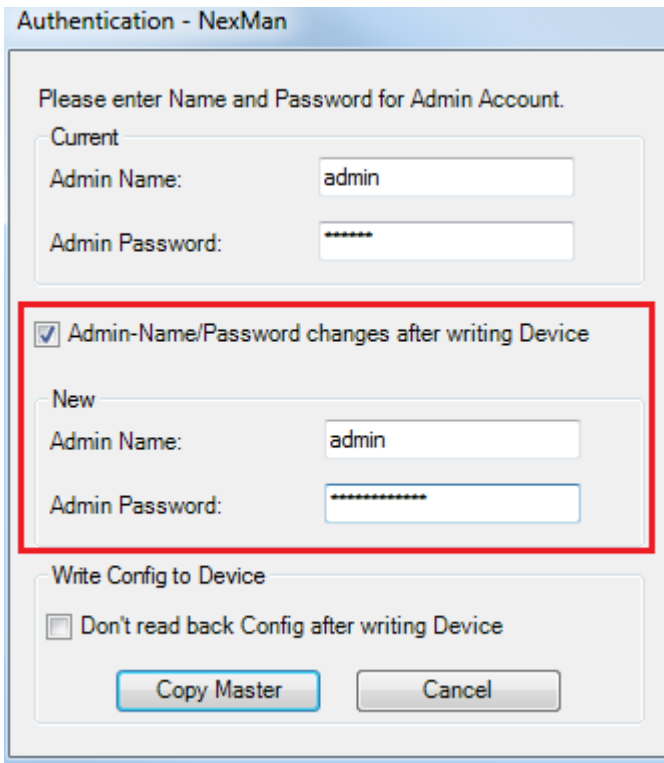 Authentication - NexMan
Please enter Name and Password for Admin Account.
Current
Admin Name: admin
Admin Password: ******
Admin-Name/Password changes after writing Device
New
Admin Name: admin
Admin Password: ************
Write Config to Device
Don't read back Config after writing Device
Copy Master Cancel